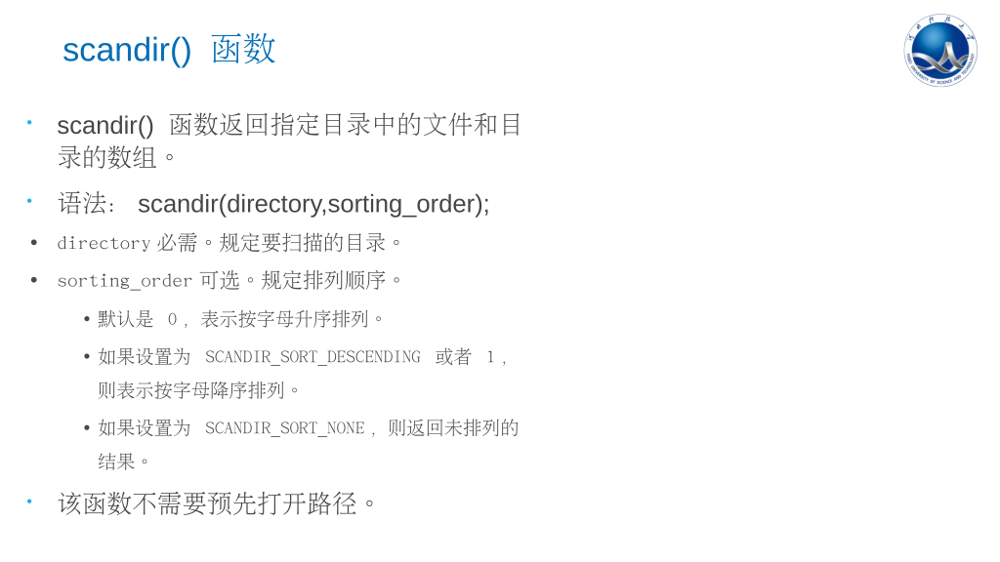 scandir() 函数
scandir() 函数返回指定目录中的文件和目
录的数组。
语法： scandir(directory,sorting_order);
directory 必需。规定要扫描的目录。
sorting_order 可选。规定排列顺序。
默认是 0，表示按字母升序排列。
如果设置为 SCANDIR_SORT_DESCENDING 或者 1，
则表示按字母降序排列。
如果设置为 SCANDIR_SORT_NONE，则返回未排列的
结果。
该函数不需要预先打开路径。